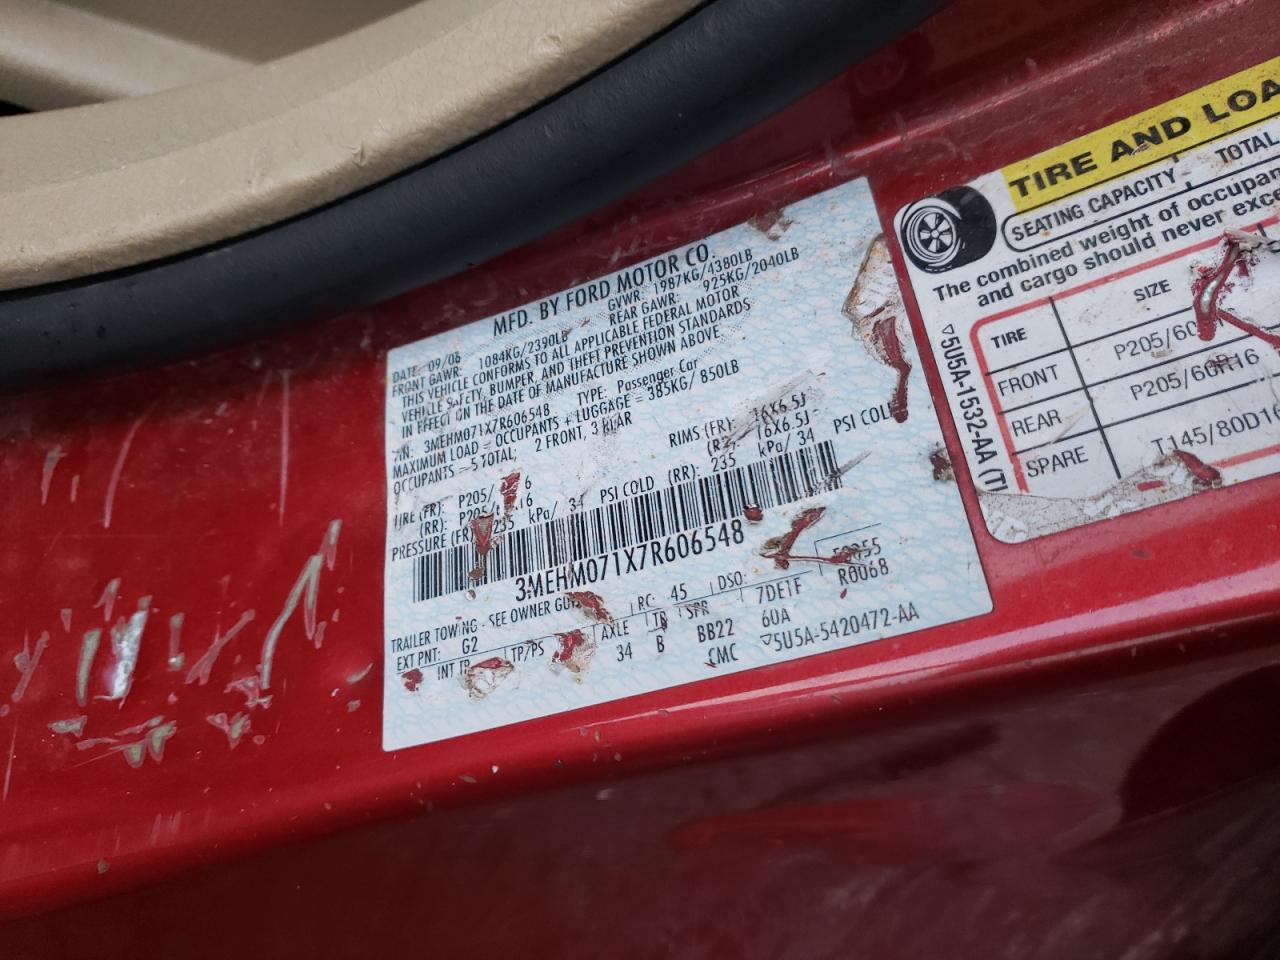 MFD. BY FORD MOTOR CO.
DATE: 09/06 GVWR: 1987KG/4380LB
FRONT GAWR: 1084KG/2390LB REAR GAWR: 925KG/2040LB
THIS VEHICLE CONFORMS TO ALL APPLICABLE FEDERAL MOTOR
VEHICLE SAFETY, BUMPER, AND THEFT PREVENTION STANDARDS
IN EFFECT ON THE DATE OF MANUFACTURE SHOWN ABOVE.
3MEHM071X7R606548 TYPE: Passenger Car
MAXIMUM LOAD = OCCUPANTS + LUGGAGE = 385KG/ 850LB
OCCUPANTS = 5 TOTAL; 2 FRONT, 3 REAR
TIRE (FR): P205/ RIMS (FR): 16X6.5J
(RR): P205/ 16X6.5J
PRESSURE (FR) 235 kPa/ 34 PSI COLD (RR): 235 kPa/ 34 PSI COLD
3MEHM071X7R606548
TRAILER TOWING - SEE OWNER
EXT PNT: G2 RC: 45 DSO:
INT TR TP/PS AXLE TR SPR 7DE1F R0068
34 B BB22 60A
CMC ▽5U5A-5420472-AA
TIRE AND LOA
SEATING CAPACITY TOTAL
The combined weight of occupan
and cargo should never exce
TIRE SIZE
FRONT P205/60
REAR P205/60R16
SPARE T145/80D16
▽5U5A-1532-AA